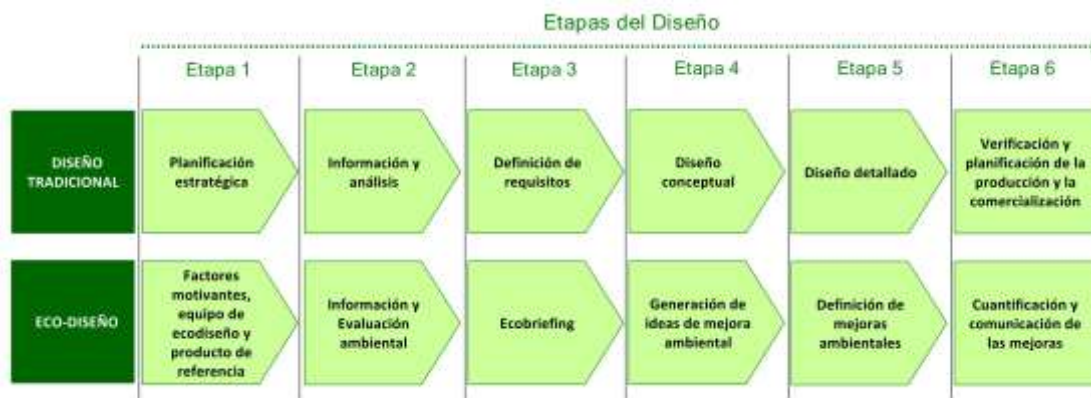 Etapas del Diseño
Etapa 1
Etapa 2
Etapa 3
Etapa 4
Etapa 5
Etapa 6
DISEÑO
TRADICIONAL
Planificación
estratégica
Información y
análisis
Definición de
requisitos
Diseño
conceptual
Diseño detallado
Verificación y
planificación de la
producción y la
comercialización
ECO-DISEÑO
Factores
motivantes,
equipo de
ecodiseño y
producto de
referencia
Información y
Evaluación
ambiental
Ecobriefing
Generación de
ideas de mejora
ambiental
Definición de
mejoras
ambientales
Cuantificación y
comunicación de
las mejoras